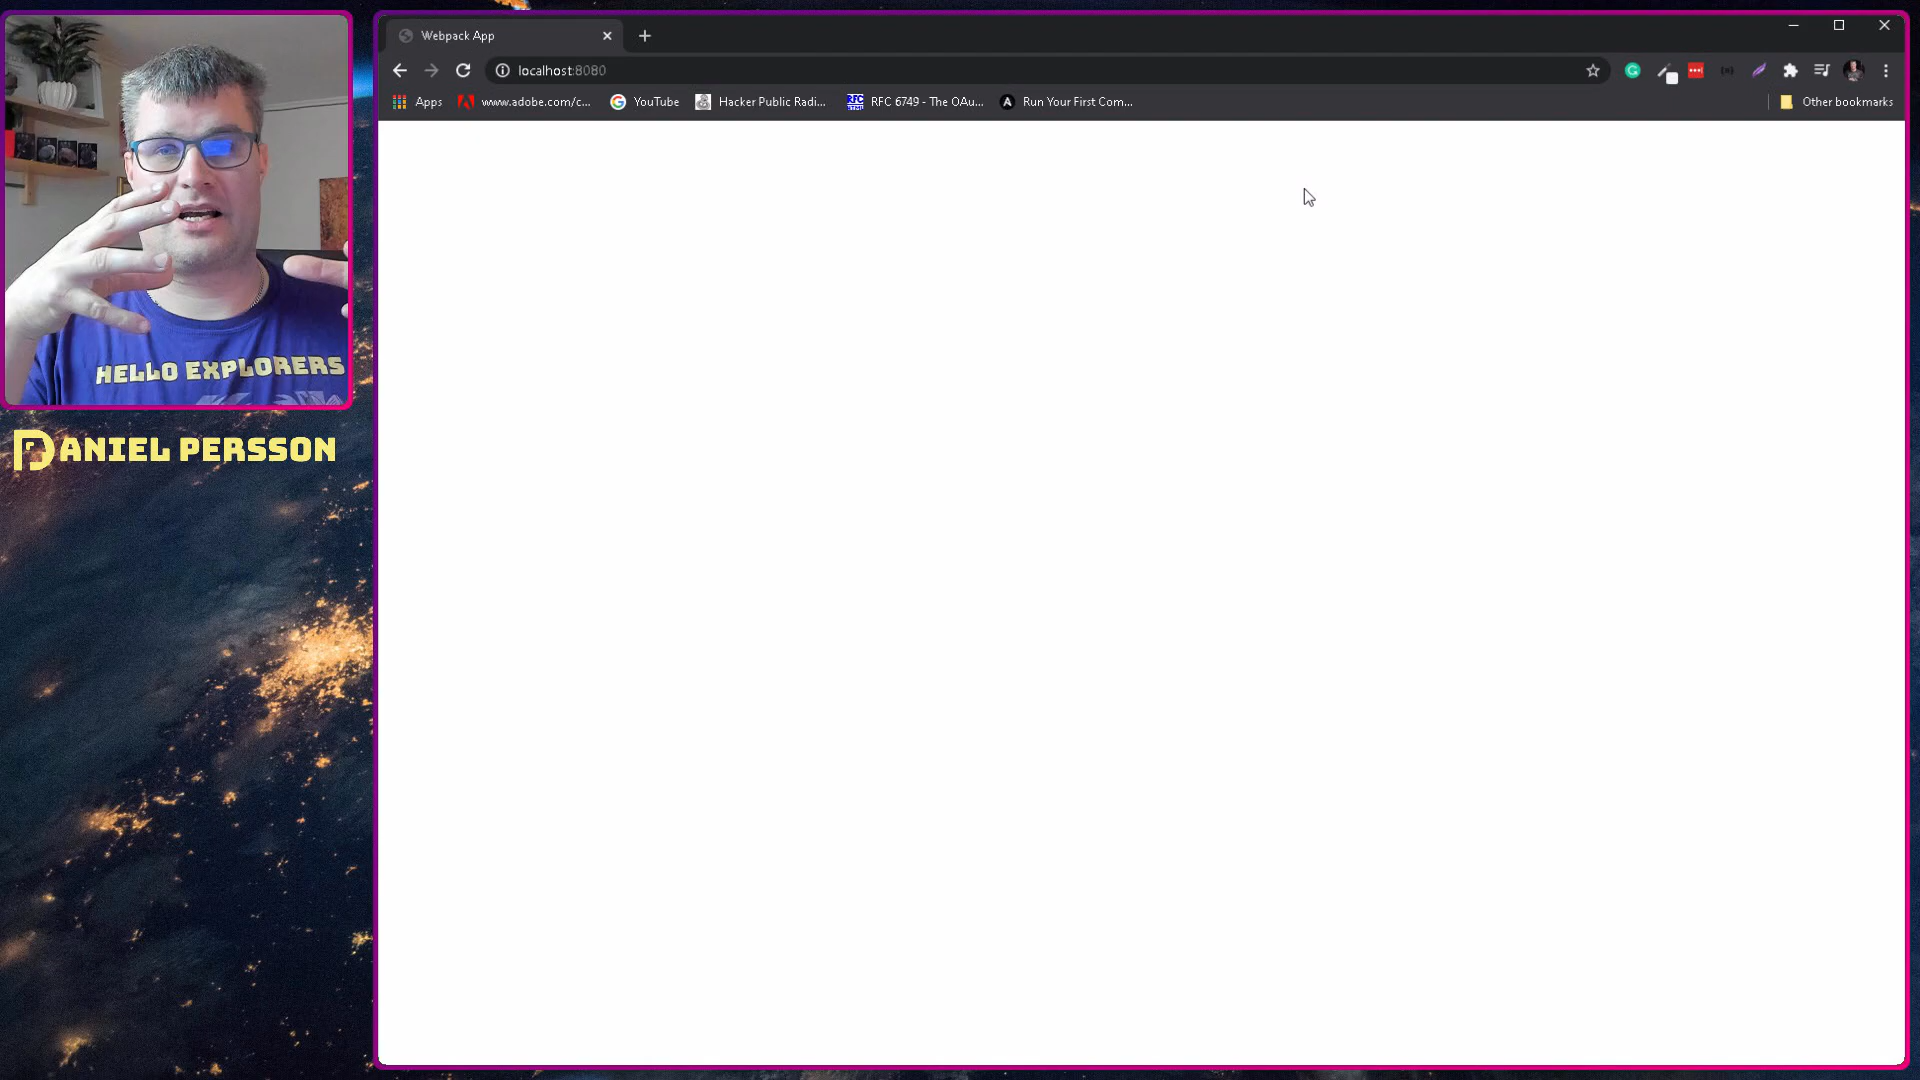 HELLO EXPLORERS
DANIEL PERSSON
Webpack App
localhost:8080
Apps
www.adobe.com/c...
YouTube
Hacker Public Radi...
RFC
RFC 6749 - The OAu...
A
Run Your First Com...
Other bookmarks